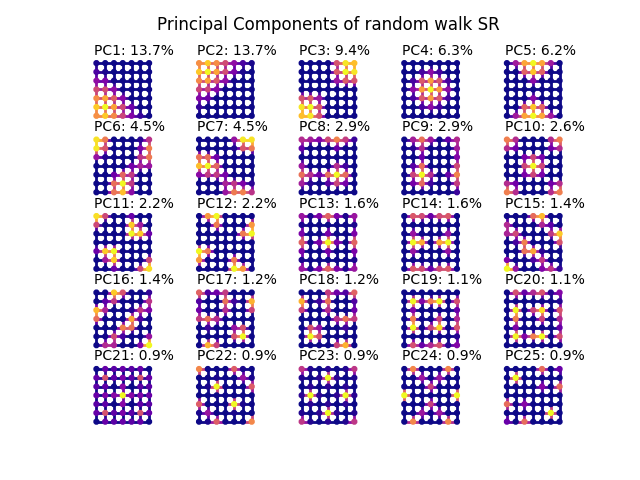 Principal Components of random walk SR
PC1: 13.7% PC2: 13.7% PC3: 9.4% PC4: 6.3% PC5: 6.2%
PC6: 4.5% PC7: 4.5% PC8: 2.9% PC9: 2.9% PC10: 2.6%
PC11: 2.2% PC12: 2.2% PC13: 1.6% PC14: 1.6% PC15: 1.4%
PC16: 1.4% PC17: 1.2% PC18: 1.2% PC19: 1.1% PC20: 1.1%
PC21: 0.9% PC22: 0.9% PC23: 0.9% PC24: 0.9% PC25: 0.9%